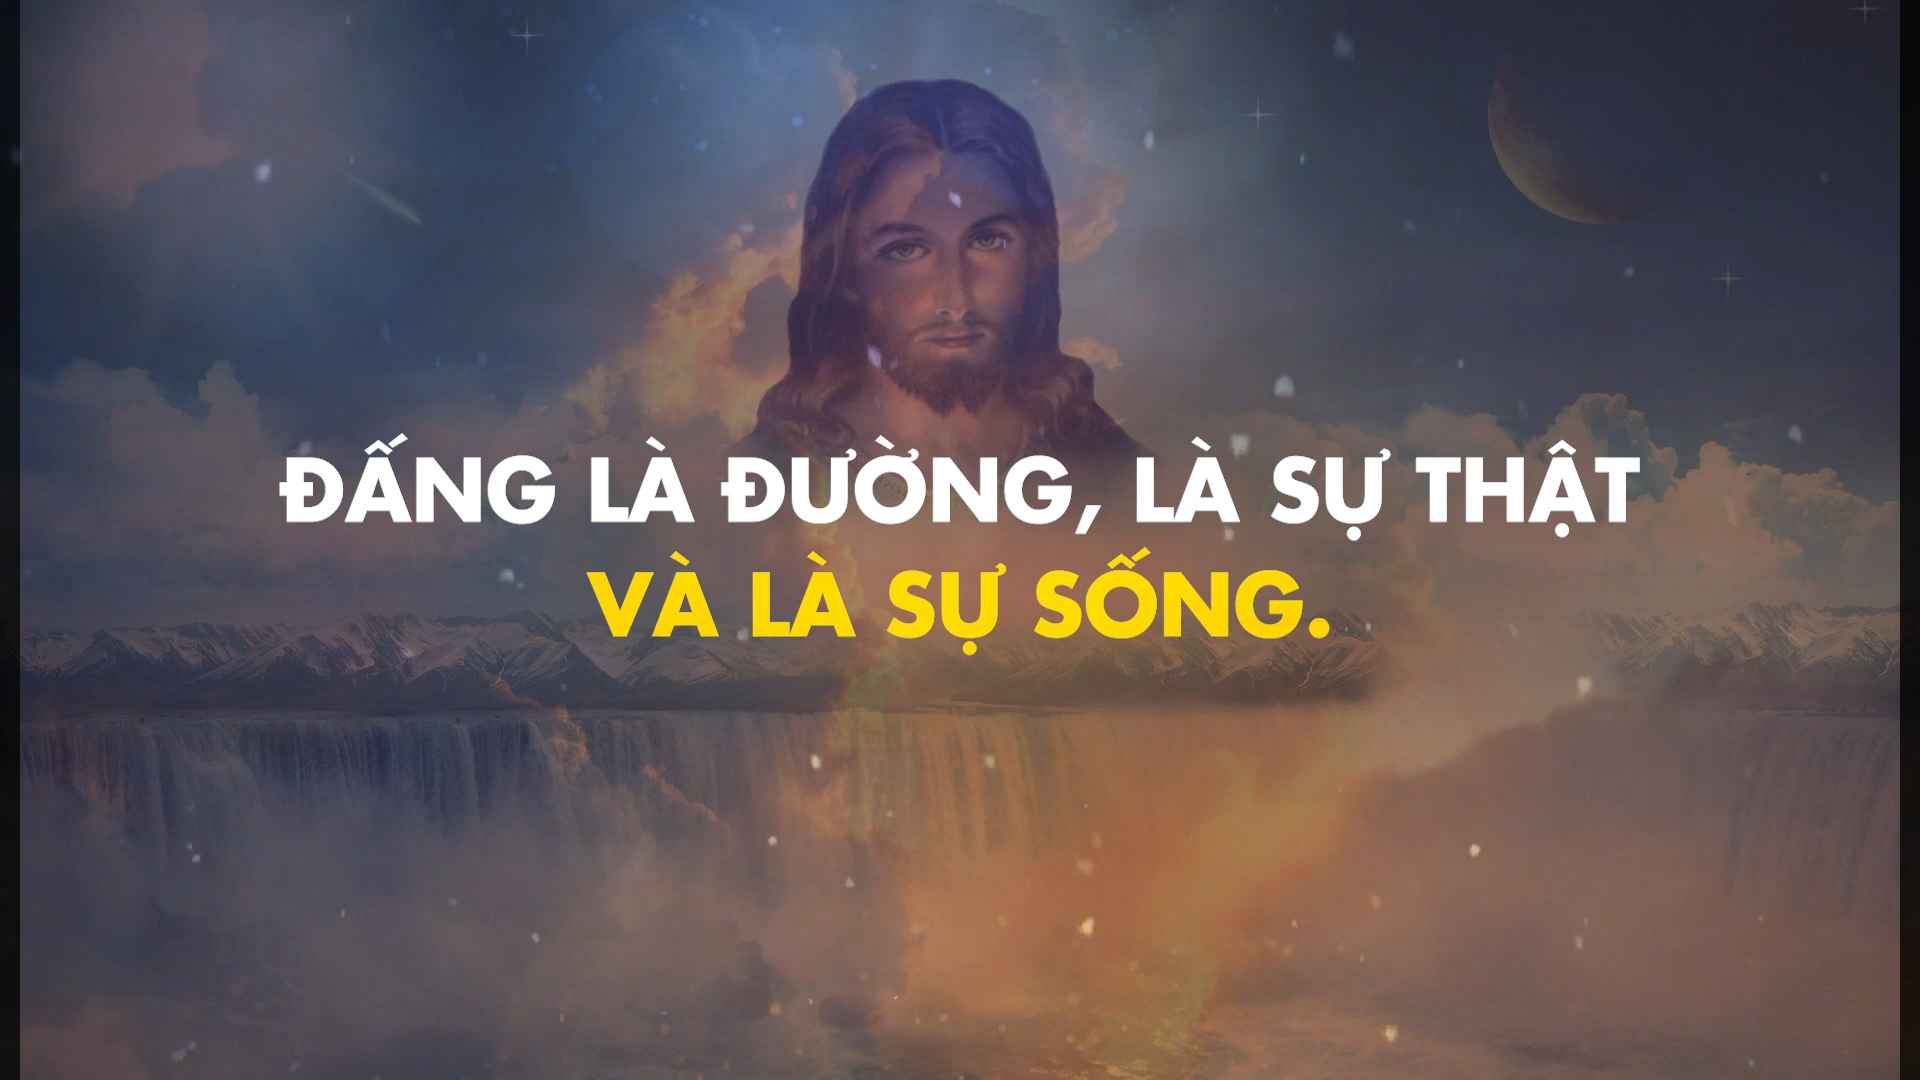 ĐẤNG LÀ ĐƯỜNG, LÀ SỰ THẬT
VÀ LÀ SỰ SỐNG.